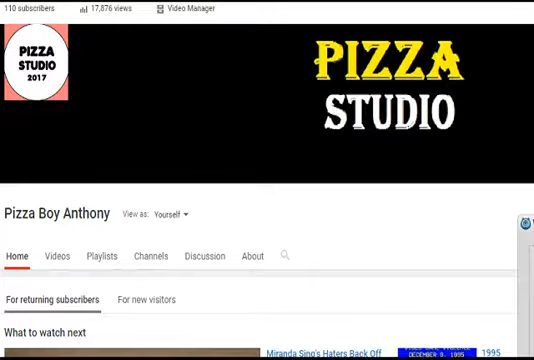 110 subscribers 17,876 views Video Manager
PIZZA
STUDIO
2017
PIZZA
STUDIO
Pizza Boy Anthony View as: Yourself
Home Videos Playlists Channels Discussion About
For returning subscribers For new visitors
What to watch next
Miranda Sing's Haters Back Off
DECEMBER 8, 1995
1995